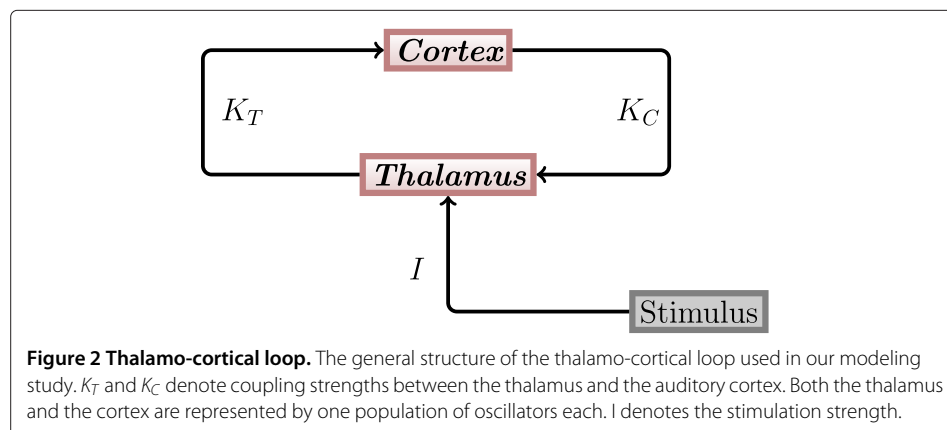 Cortex
K_T
K_C
Thalamus
I
Stimulus
Figure 2 Thalamo-cortical loop. The general structure of the thalamo-cortical loop used in our modeling
study. K_T and K_C denote coupling strengths between the thalamus and the auditory cortex. Both the thalamus
and the cortex are represented by one population of oscillators each. I denotes the stimulation strength.